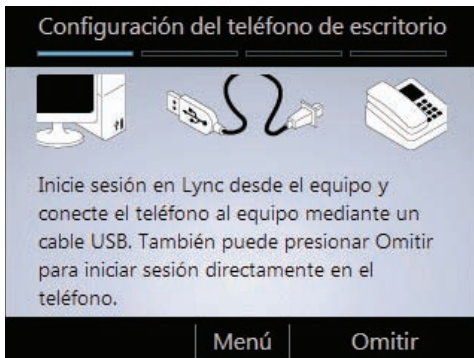 Configuración del teléfono de escritorio
Inicie sesión en Lync desde el equipo y
conecte el teléfono al equipo mediante un
cable USB. También puede presionar Omitir
para iniciar sesión directamente en el
teléfono.
Menú Omitir